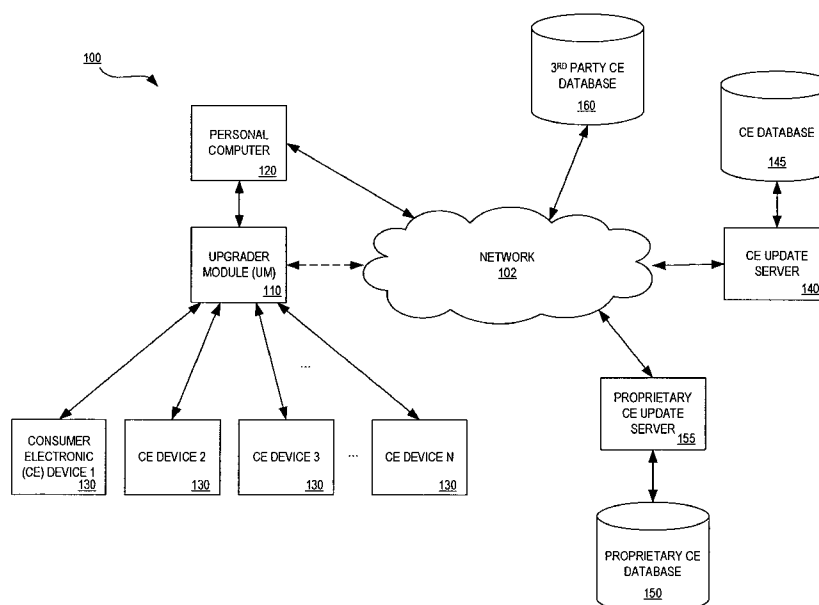 100
3RD PARTY CE
DATABASE
160
PERSONAL
COMPUTER
120
CE DATABASE
145
UPGRADER
MODULE (UM)
110
NETWORK
102
CE UPDATE
SERVER
140
...
CONSUMER
ELECTRONIC
(CE) DEVICE 1
130
CE DEVICE 2
130
CE DEVICE 3
130
...
CE DEVICE N
130
PROPRIETARY
CE UPDATE
SERVER
155
PROPRIETARY CE
DATABASE
150